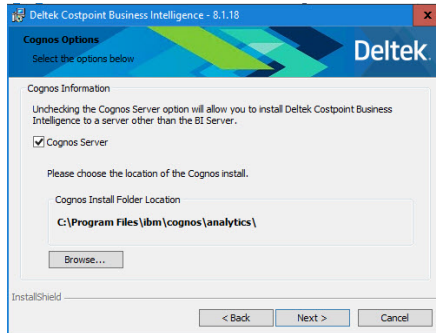 Deltek Costpoint Business Intelligence - 8.1.18
x
Cognos Options
Select the options below
Deltek.
Cognos Information
Unchecking the Cognos Server option will allow you to install Deltek Costpoint Business
Intelligence to a server other than the BI Server.
Cognos Server
Please choose the location of the Cognos install.
Cognos Install Folder Location
C:\Program Files\ibm\cognos\analytics\
Browse...
InstallShield
< Back
Next >
Cancel